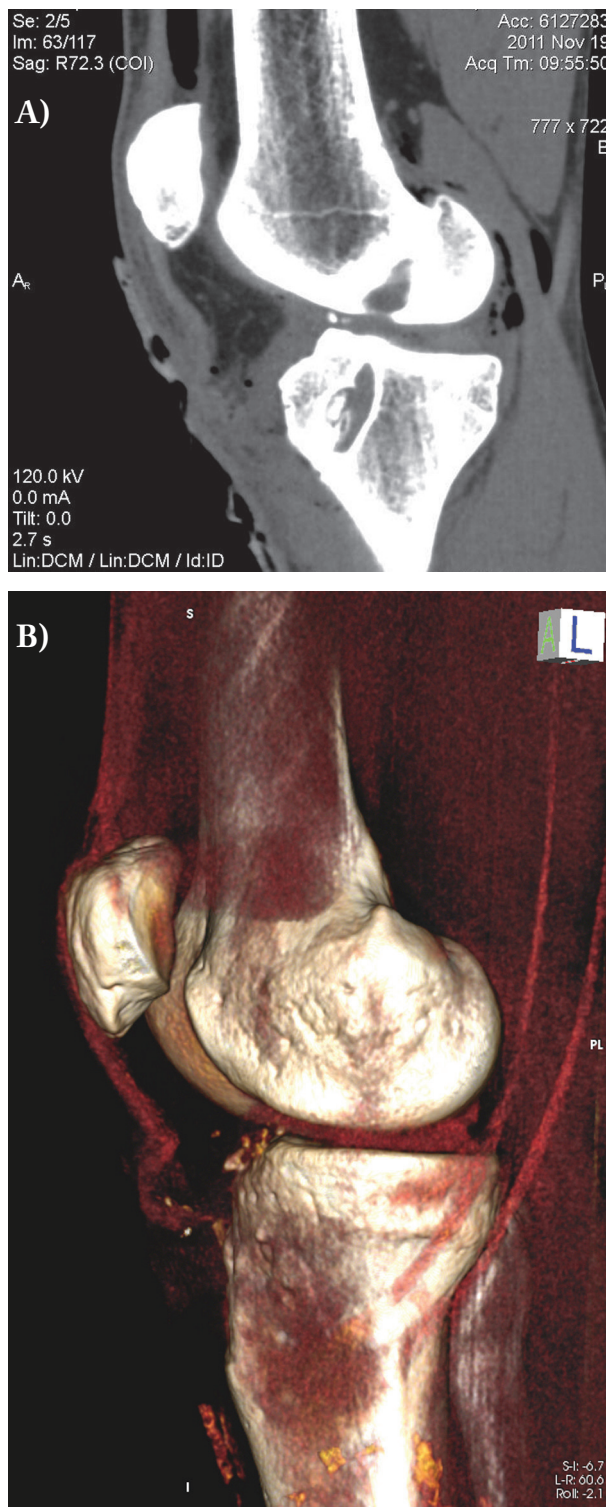 Se: 2/5
Im: 63/117
Sag: R72.3 (COI)
Acc: 6127283
2011 Nov 19
Acq Tm: 09:55:50
777 x 722
A)
A R
120.0 kV
0.0 mA
Tilt: 0.0
2.7 s
Lin:DCM / Lin:DCM / Id:ID
B)
S
A L
PL
I
S-I: -6.7
L-R: 60.6
Roll: -2.1